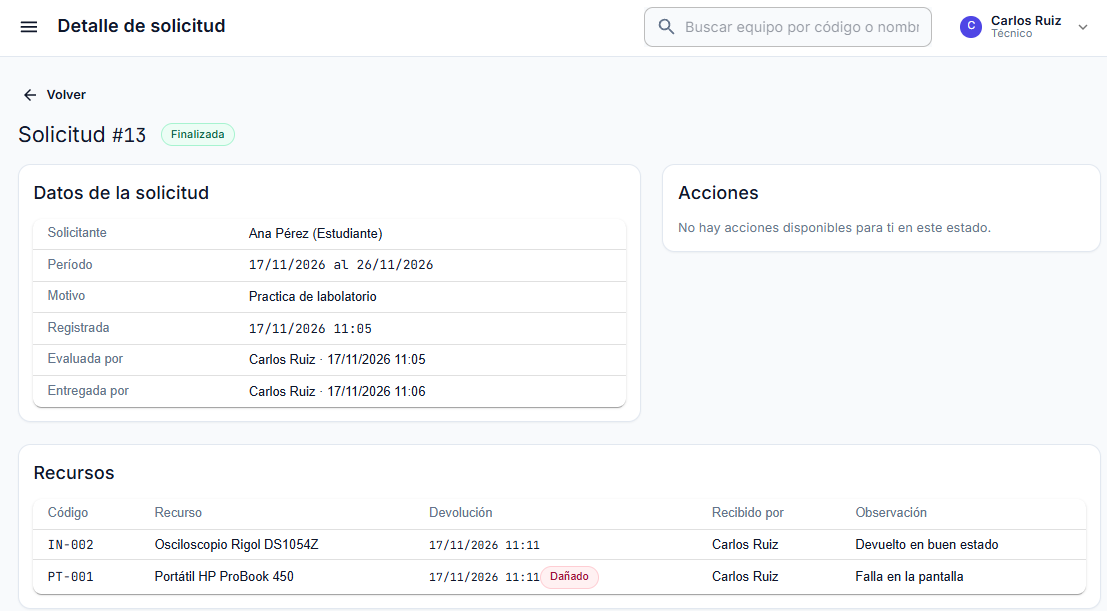 Detalle de solicitud
Buscar equipo por código o nombr
C
Carlos Ruiz
Técnico
Volver
Solicitud #13
Finalizada
Datos de la solicitud
Solicitante Ana Pérez (Estudiante)
Período 17/11/2026 al 26/11/2026
Motivo Practica de labolatorio
Registrada 17/11/2026 11:05
Evaluada por Carlos Ruiz · 17/11/2026 11:05
Entregada por Carlos Ruiz · 17/11/2026 11:06
Acciones
No hay acciones disponibles para ti en este estado.
Recursos
Código Recurso Devolución Recibido por Observación
IN-002 Osciloscopio Rigol DS1054Z 17/11/2026 11:11 Carlos Ruiz Devuelto en buen estado
PT-001 Portátil HP ProBook 450 17/11/2026 11:11 Dañado Carlos Ruiz Falla en la pantalla